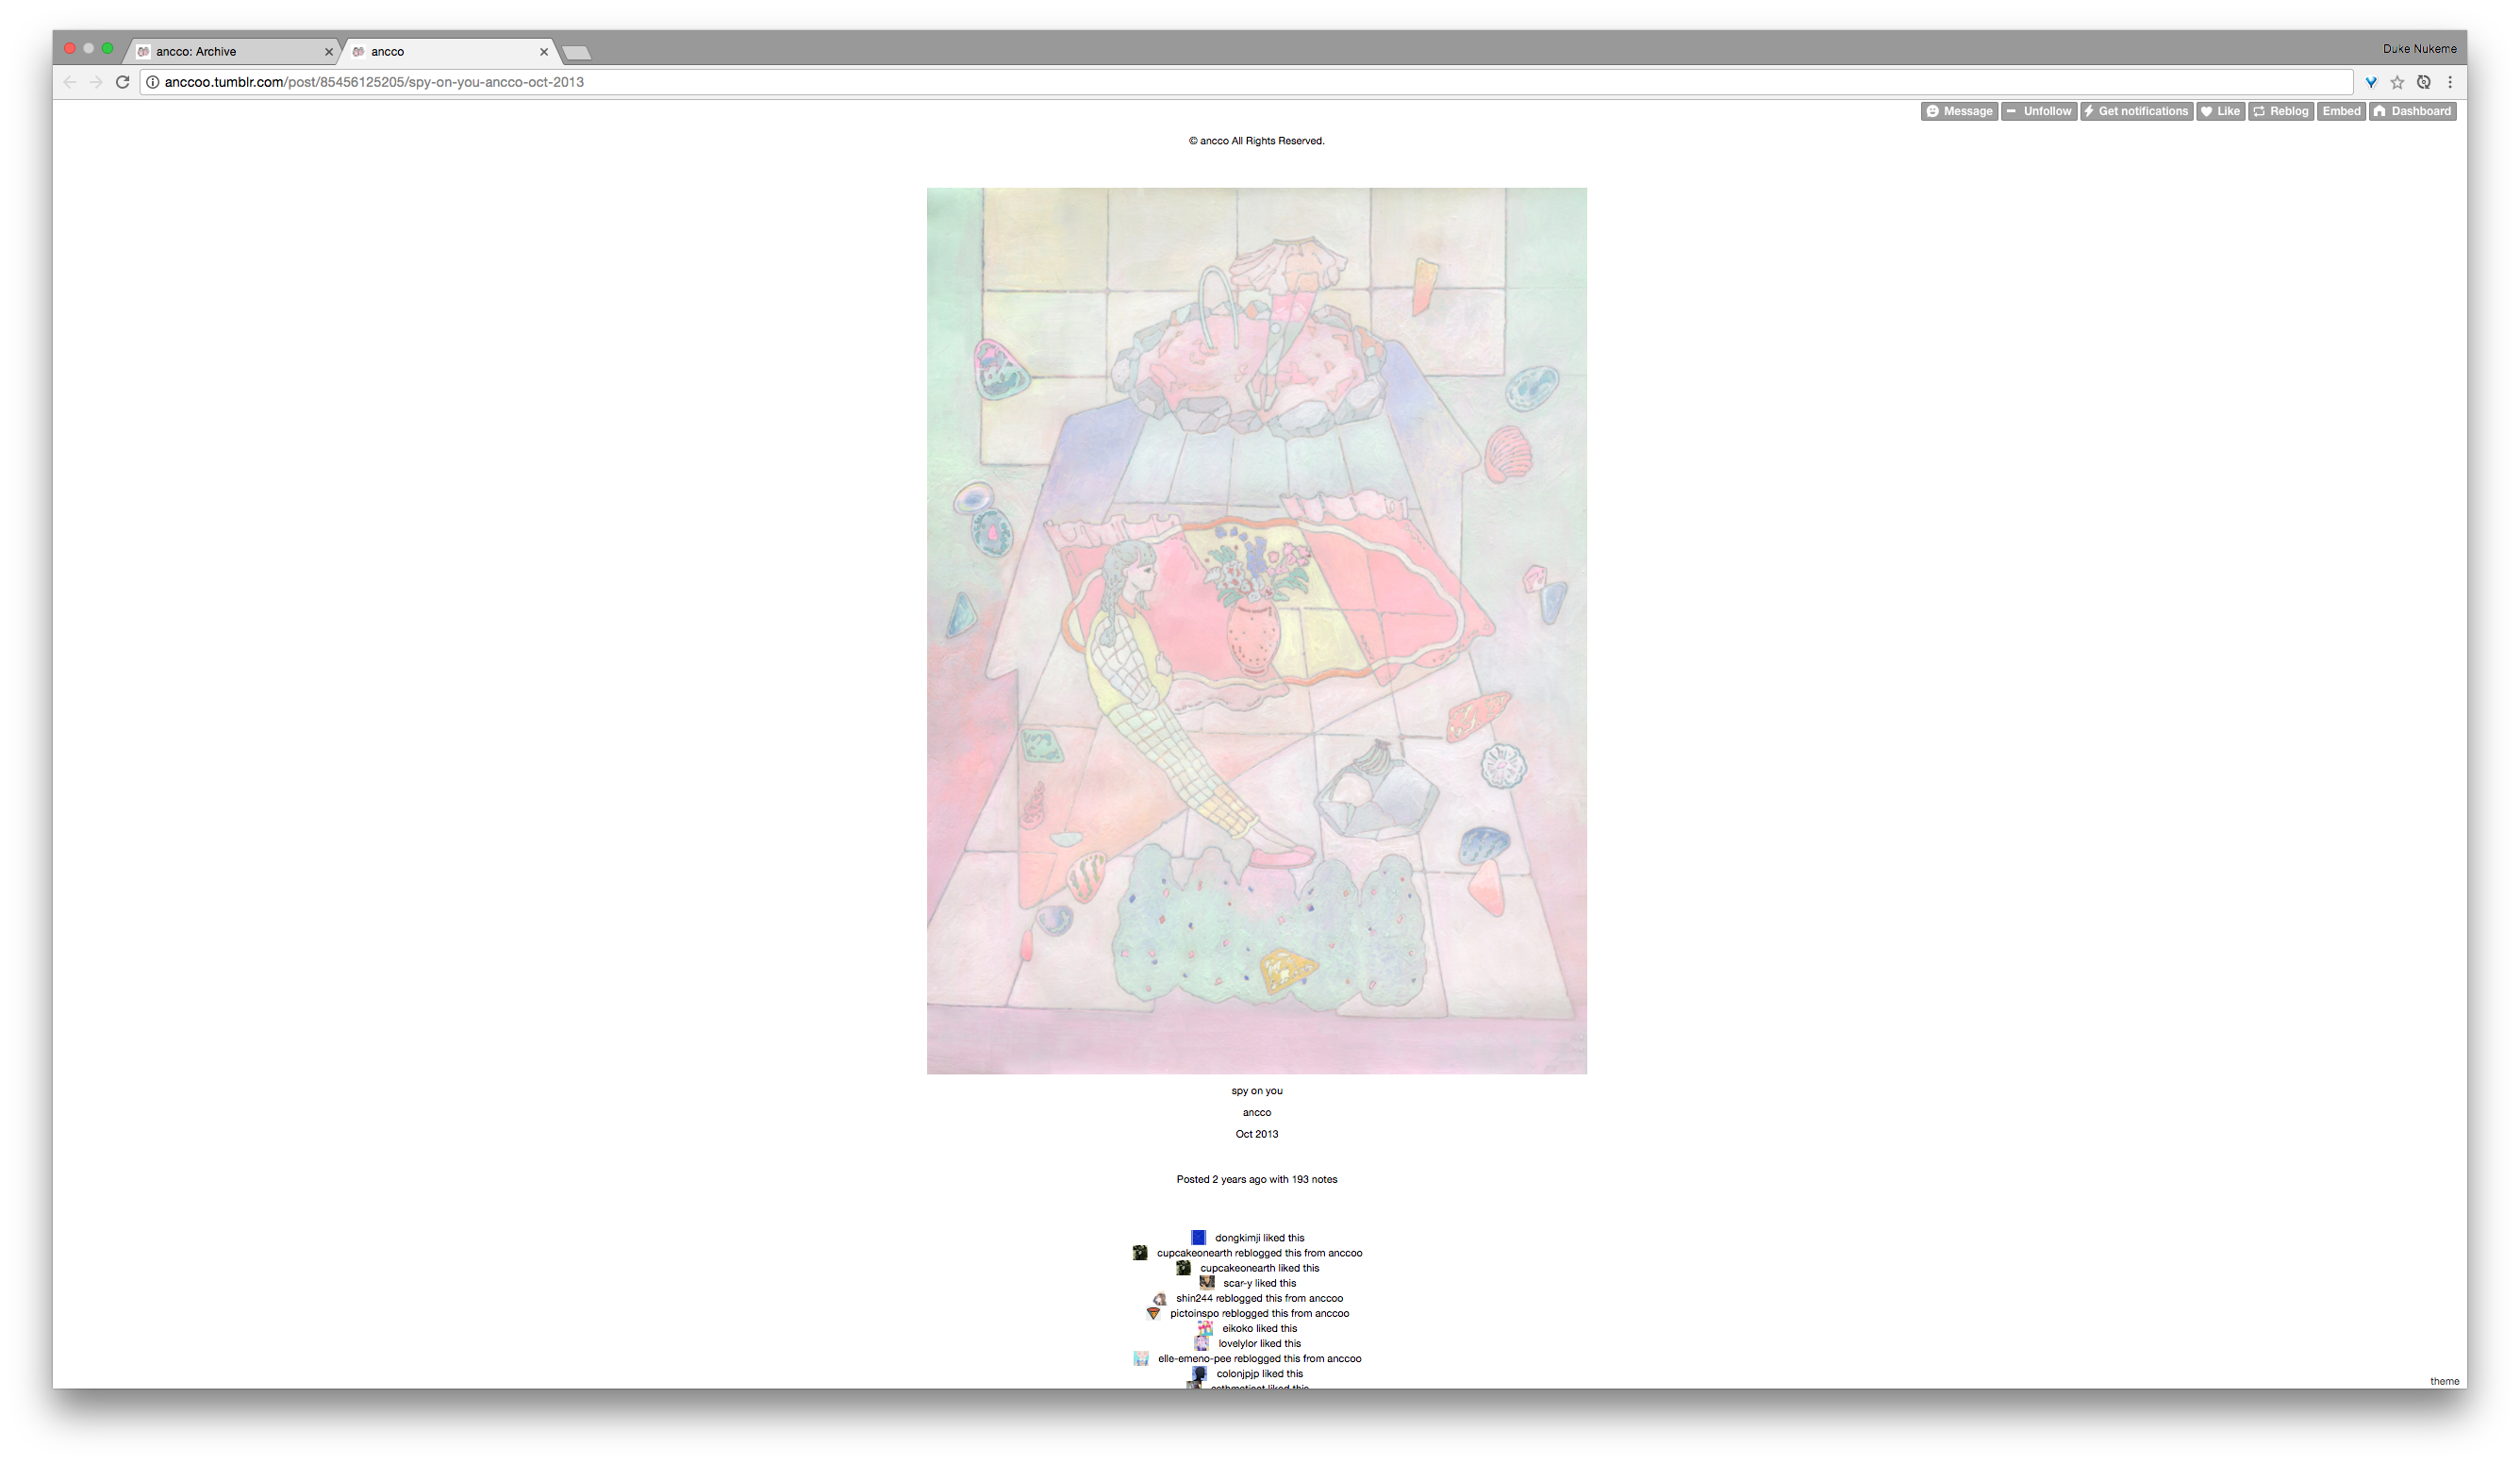 ancco: Archive
ancco
Duke Nukeme
anccoo.tumblr.com/post/85456125205/spy-on-you-ancco-oct-2013
Message
Unfollow
Get notifications
Like
Reblog
Embed
Dashboard
© ancco All Rights Reserved.
spy on you
ancco
Oct 2013
Posted 2 years ago with 193 notes
dongkimji liked this
cupcakeonearth reblogged this from anccoo
cupcakeonearth liked this
scar-y liked this
shin244 reblogged this from anccoo
pictoinspo reblogged this from anccoo
eikoko liked this
lovelylor liked this
elle-emeno-pee reblogged this from anccoo
colonjpjp liked this
liked this
theme